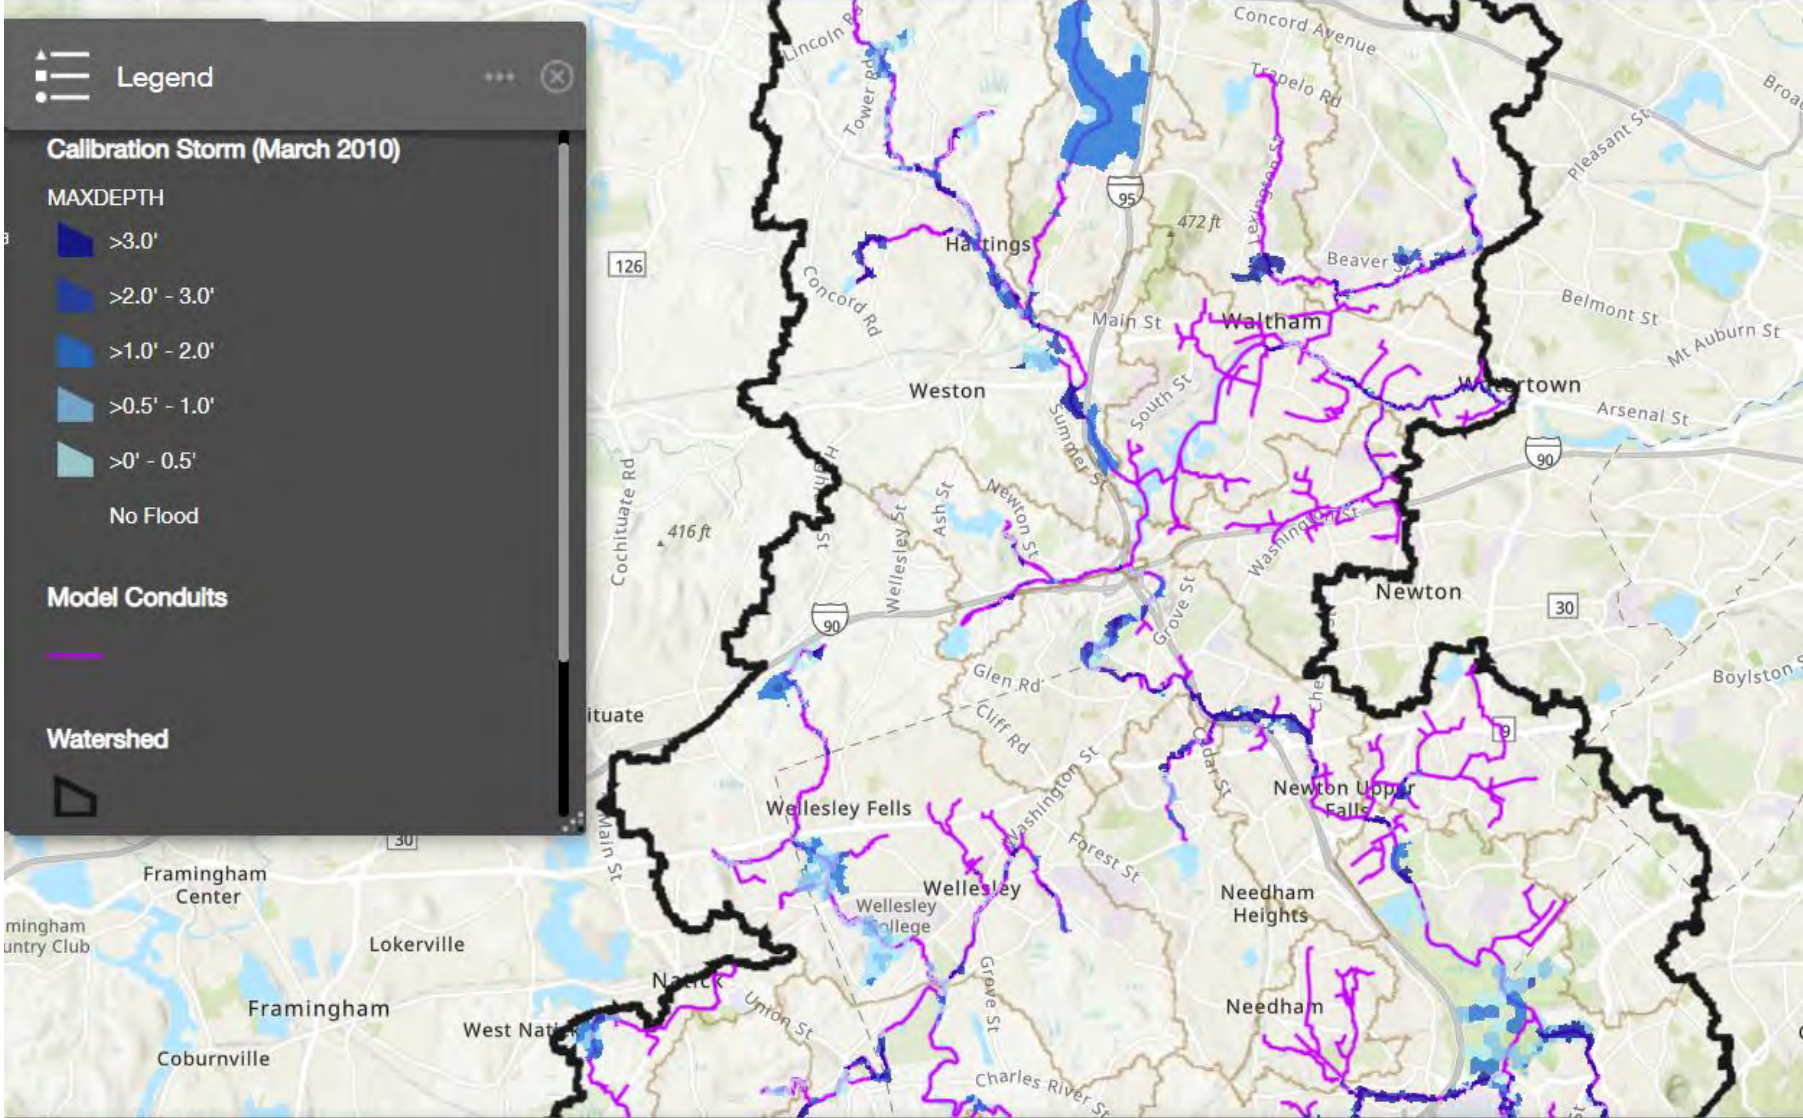 Legend
Calibration Storm (March 2010)
MAXDEPTH
>3.0'
>2.0' - 3.0'
>1.0' - 2.0'
>0.5' - 1.0'
>0' - 0.5'
No Flood
Model Conduits
Watershed
Lincoln Rd
Concord Avenue
Trapelo Rd
Tower Rd
Pleasant St
95
472 ft
Lexington St
126
Hastings
Beaver St
Concord Rd
Belmont St
Main St
Waltham
Mt Auburn St
Weston
South St
Watertown
Arsenal St
Summer St
90
Cochituate Rd
High St
Newton St
Ash St
Wellesley St
416 ft
Washington St
Grove St
Newton
30
90
Glen Rd
Boylston S
ituate
Cliff Rd
Cedar St
9
Washington St
Newton Upper
Falls
Wellesley Fells
Main St
30
Forest St
Framingham
Center
Wellesley
Needham
Heights
Wellesley
College
mingham
untry Club
Lokerville
Natick
Grove St
Union St
Needham
Framingham
West Natick
Coburnville
Charles River St